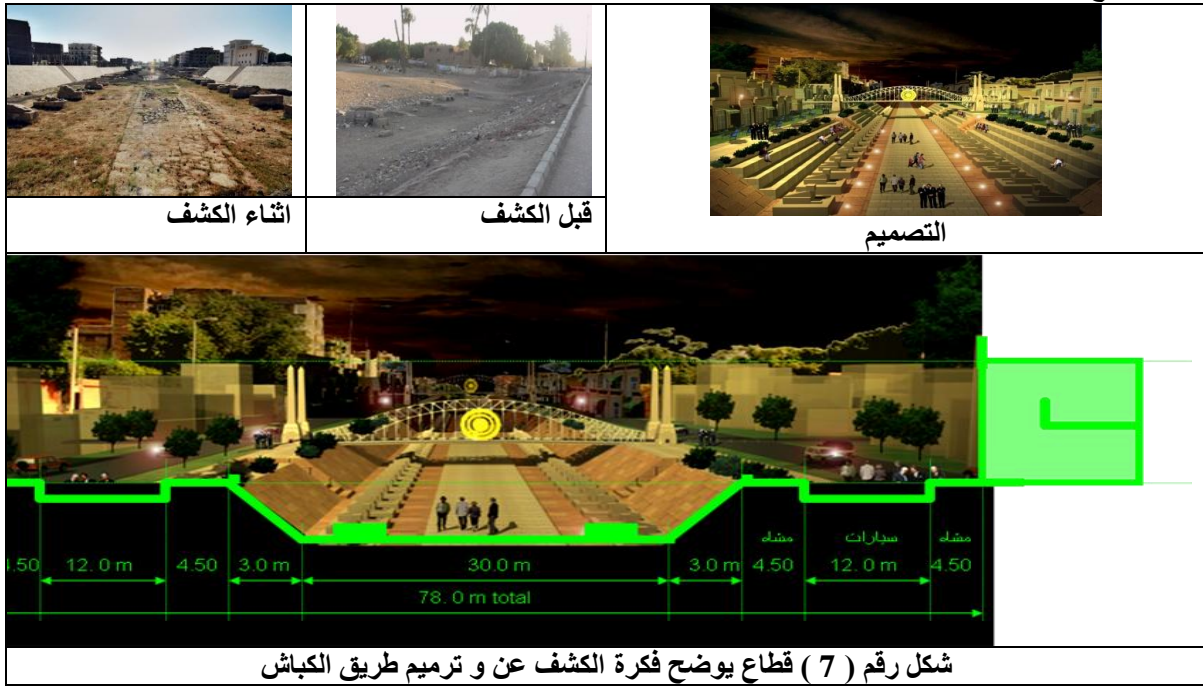 التصميم
قبل الكشف
اثناء الكشف
مشاه سيارات مشاه
.50 12. 0 m 4.50 3.0 m 30.0 m 3.0 m 4.50 12.0 m 4.50
78. 0 m total
شكل رقم ( 7 ) قطاع يوضح فكرة الكشف عن و ترميم طريق الكباش